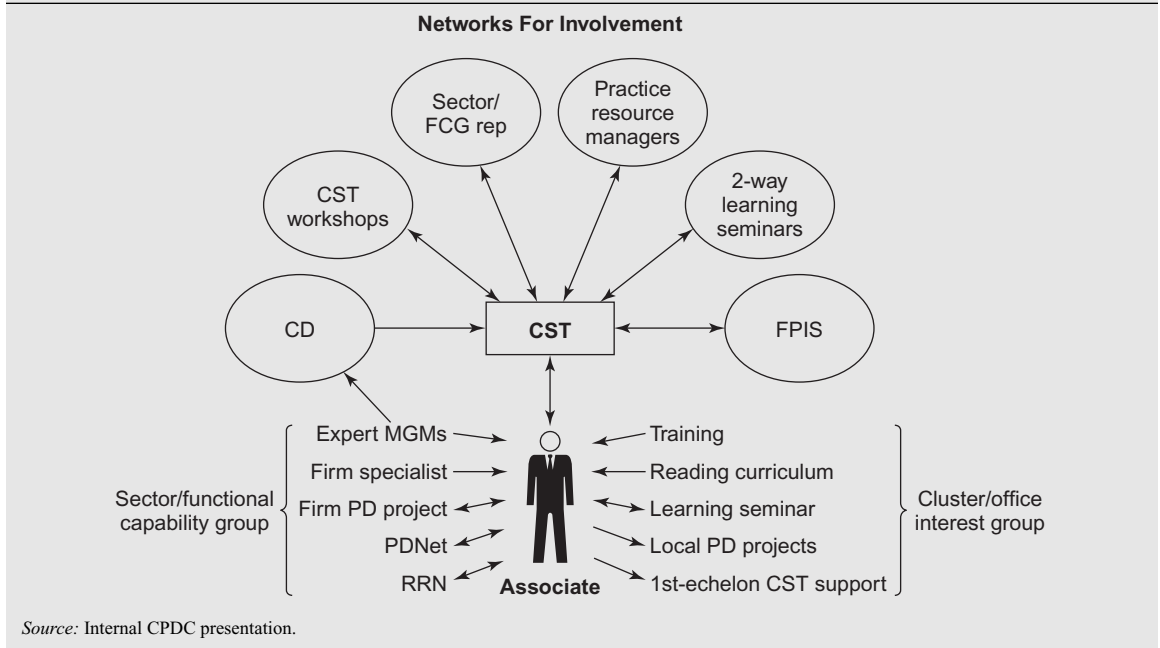 Networks For Involvement
Sector/
FCG rep
Practice
resource
managers
CST
workshops
2-way
learning
seminars
CD
CST
FPIS
Expert MGMs
Firm specialist
Firm PD project
PDNet
RRN
Sector/functional
capability group
Associate
Training
Reading curriculum
Learning seminar
Local PD projects
1st-echelon CST support
Cluster/office
interest group
Source: Internal CPDC presentation.